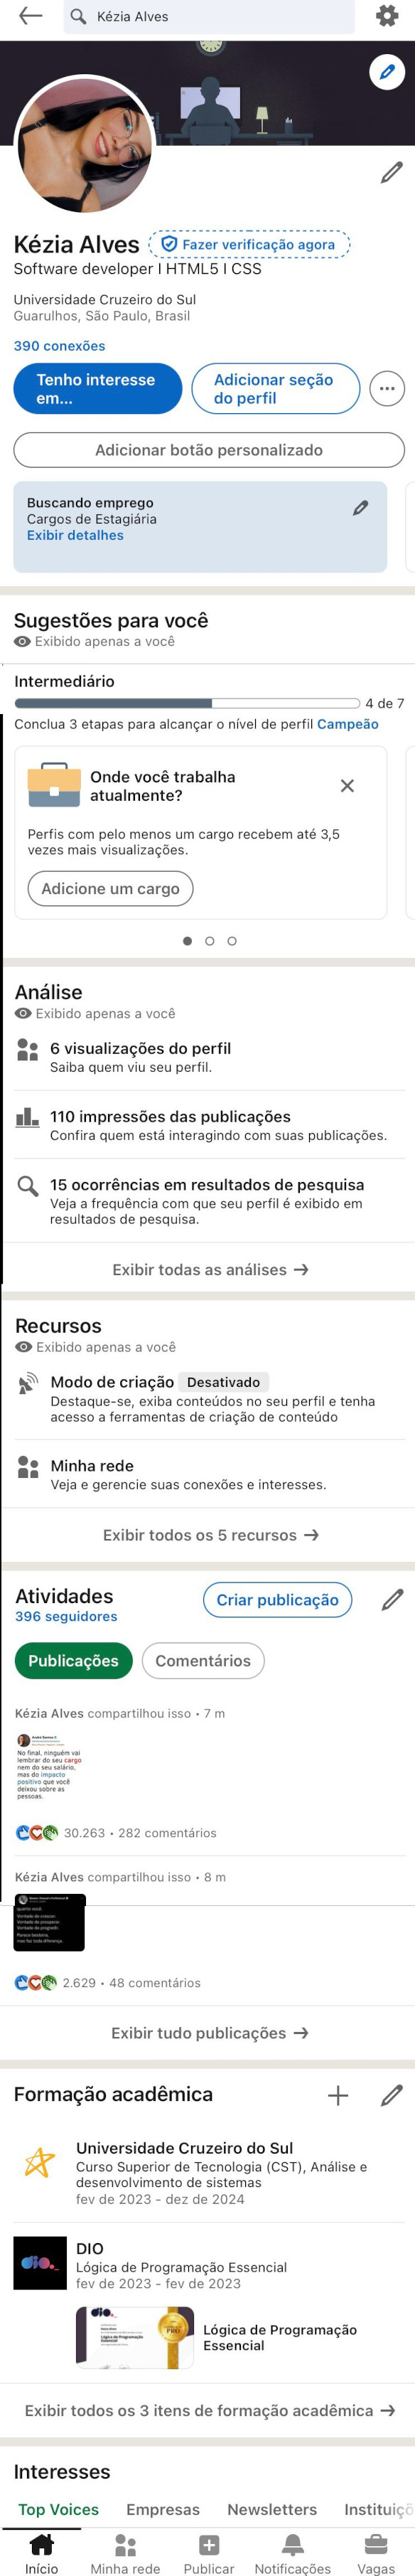 Kézia Alves
Kézia Alves
Fazer verificação agora
Software developer I HTML5 I CSS
Universidade Cruzeiro do Sul
Guarulhos, São Paulo, Brasil
390 conexões
Tenho interesse
em...
Adicionar seção
do perfil
Adicionar botão personalizado
Buscando emprego
Cargos de Estagiária
Exibir detalhes
Sugestões para você
Exibido apenas a você
Intermediário
4 de 7
Conclua 3 etapas para alcançar o nível de perfil Campeão
Onde você trabalha
atualmente?
Perfis com pelo menos um cargo recebem até 3,5
vezes mais visualizações.
Adicione um cargo
Análise
Exibido apenas a você
6 visualizações do perfil
Saiba quem viu seu perfil.
110 impressões das publicações
Confira quem está interagindo com suas publicações.
15 ocorrências em resultados de pesquisa
Veja a frequência com que seu perfil é exibido em
resultados de pesquisa.
Exibir todas as análises →
Recursos
Exibido apenas a você
Modo de criação Desativado
Destaque-se, exiba conteúdos no seu perfil e tenha
acesso a ferramentas de criação de conteúdo
Minha rede
Veja e gerencie suas conexões e interesses.
Exibir todos os 5 recursos →
Atividades
396 seguidores
Criar publicação
Publicações
Comentários
Kézia Alves compartilhou isso • 7 m
No final, ninguém vai
lembrar do seu cargo
nem do seu salário,
mas do impacto
positivo que você
deixou sobre as
pessoas.
30.263 • 282 comentários
Kézia Alves compartilhou isso • 8 m
2.629 • 48 comentários
Exibir tudo publicações →
Formação acadêmica
Universidade Cruzeiro do Sul
Curso Superior de Tecnologia (CST), Análise e
desenvolvimento de sistemas
fev de 2023 - dez de 2024
DIO
Lógica de Programação Essencial
fev de 2023 - fev de 2023
Lógica de Programação
Essencial
Exibir todos os 3 itens de formação acadêmica →
Interesses
Top Voices
Empresas
Newsletters
Instituiçõ
Início
Minha rede
Publicar
Notificações
Vagas